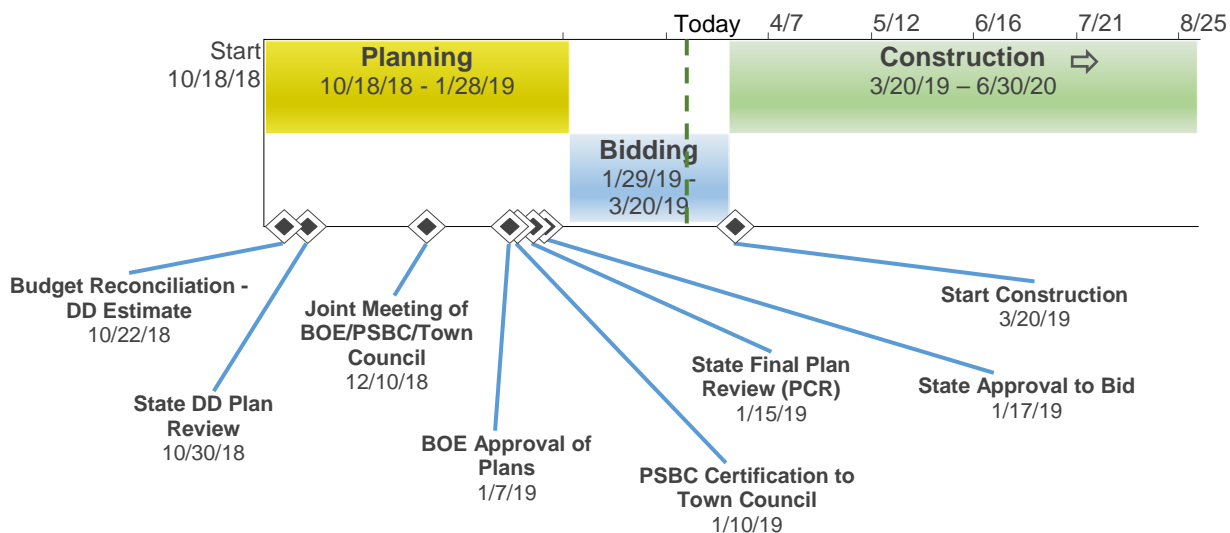 Today
4/7
5/12
6/16
7/21
8/25
Start
10/18/18
Planning
10/18/18 - 1/28/19
Construction
3/20/19 – 6/30/20
Bidding
1/29/19 -
3/20/19
Budget Reconciliation -
DD Estimate
10/22/18
State DD Plan
Review
10/30/18
Joint Meeting of
BOE/PSBC/Town
Council
12/10/18
BOE Approval of
Plans
1/7/19
PSBC Certification to
Town Council
1/10/19
State Final Plan
Review (PCR)
1/15/19
State Approval to Bid
1/17/19
Start Construction
3/20/19